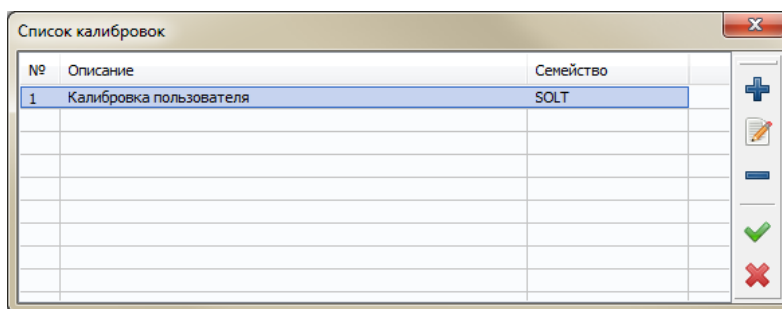 Список калибровок
№ Описание Семейство
1 Калибровка пользователя SOLT